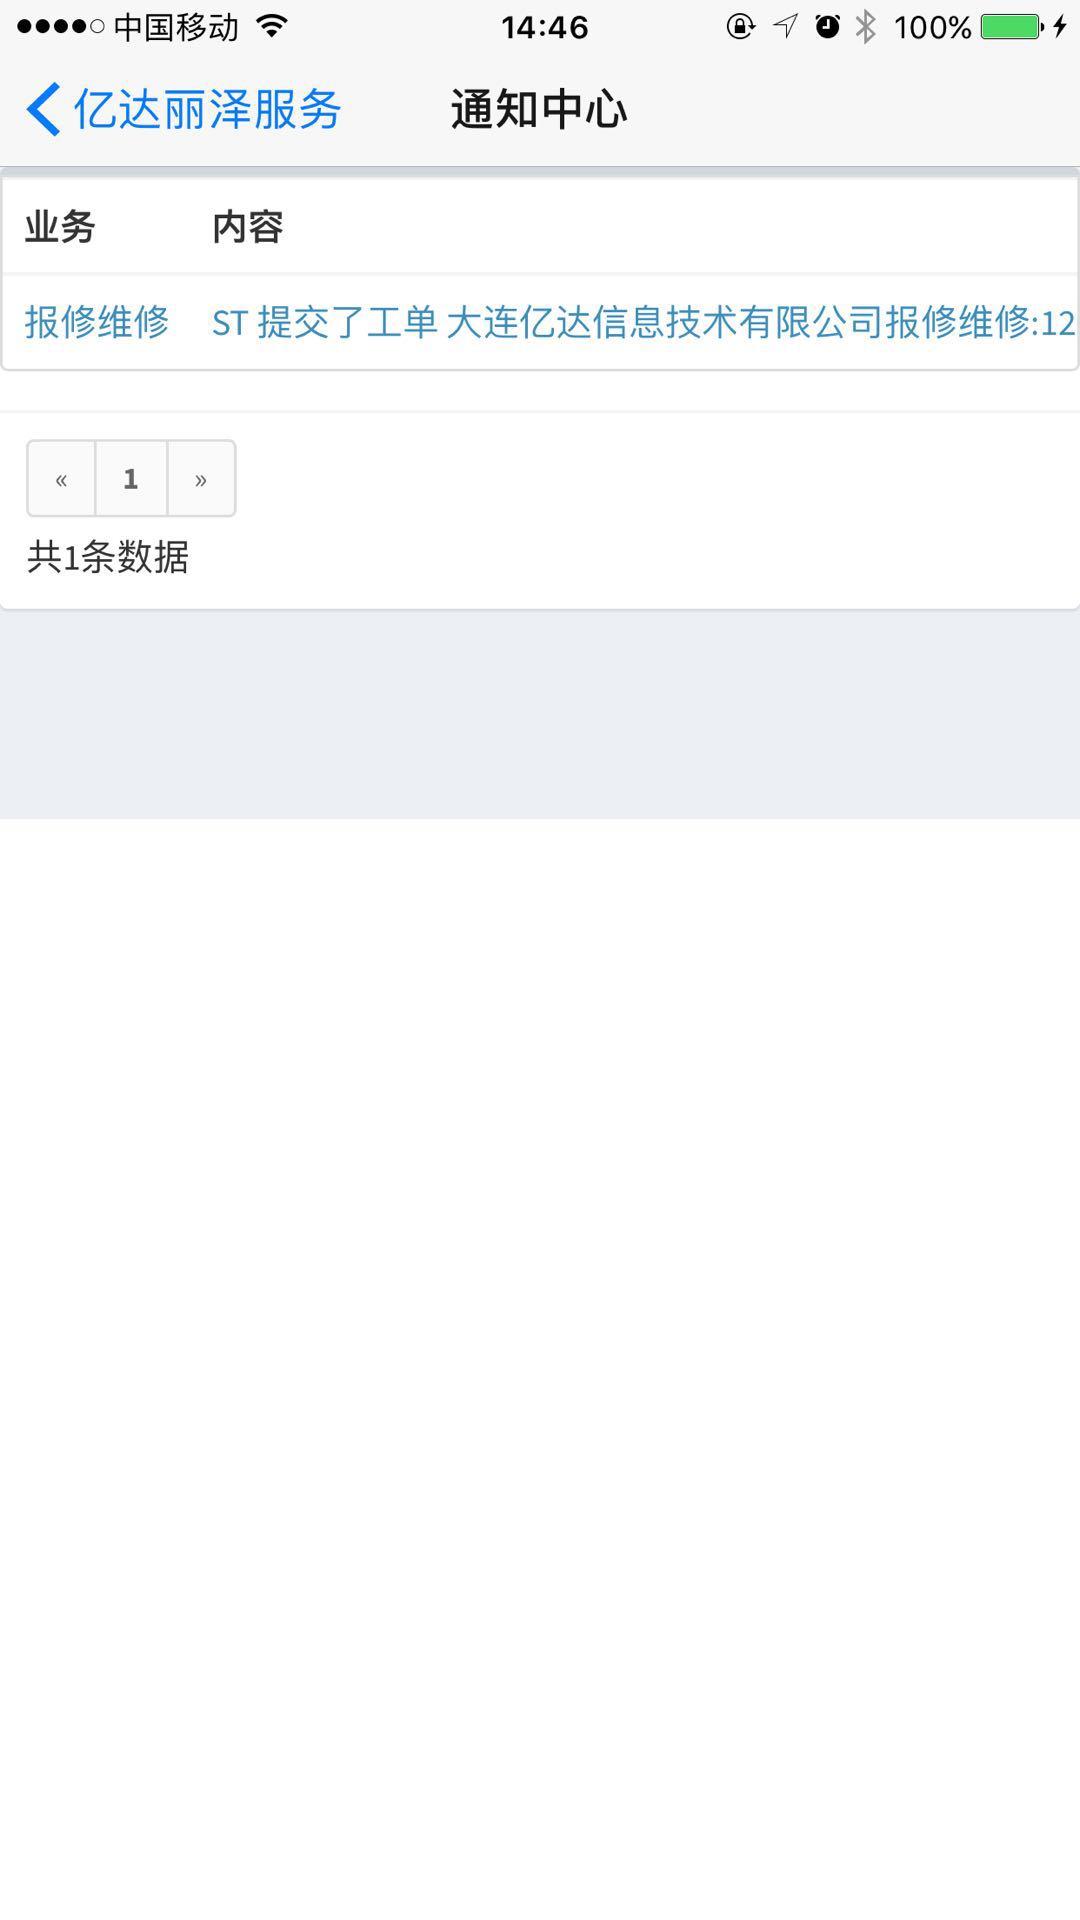 中国移动 14:46 100%
亿达丽泽服务 通知中心
业务 内容
报修维修 ST 提交了工单 大连亿达信息技术有限公司报修维修:12
« 1 »
共1条数据